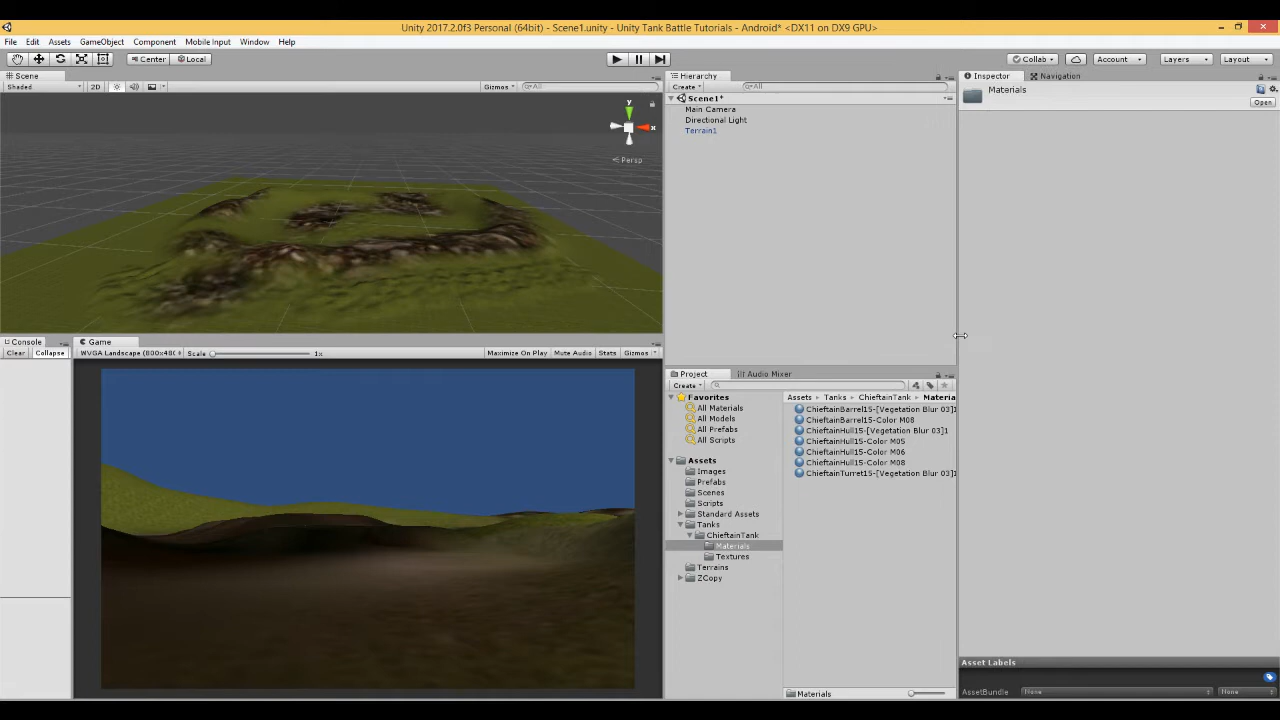 Unity 2017.2.0f3 Personal (64bit) - Scene1.unity - Unity Tank Battle Tutorials - Android* <DX11 on DX9 GPU>
File Edit Assets GameObject Component Mobile Input Window Help
Center Local Collab Account Layers Layout
Scene
Shaded 2D Gizmos All
y
x
Persp
Hierarchy
Create All
Scene1*
Main Camera
Directional Light
Terrain1
Inspector Navigation
Materials
Open
Console Game
Clear Collapse WVGA Landscape (800x480 Scale 1x Maximize On Play Mute Audio Stats Gizmos
Project Audio Mixer
Create
Favorites
All Materials
All Models
All Prefabs
All Scripts
Assets
Images
Prefabs
Scenes
Scripts
Standard Assets
Tanks
ChieftainTank
Materials
Textures
Terrains
ZCopy
Assets Tanks ChieftainTank Materia
ChieftainBarrel15-[Vegetation Blur 03]1
ChieftainBarrel15-Color M08
ChieftainHull15-[Vegetation Blur 03]1
ChieftainHull15-Color M05
ChieftainHull15-Color M06
ChieftainHull15-Color M08
ChieftainTurret15-[Vegetation Blur 03]1
Materials
Asset Labels
AssetBundle None None